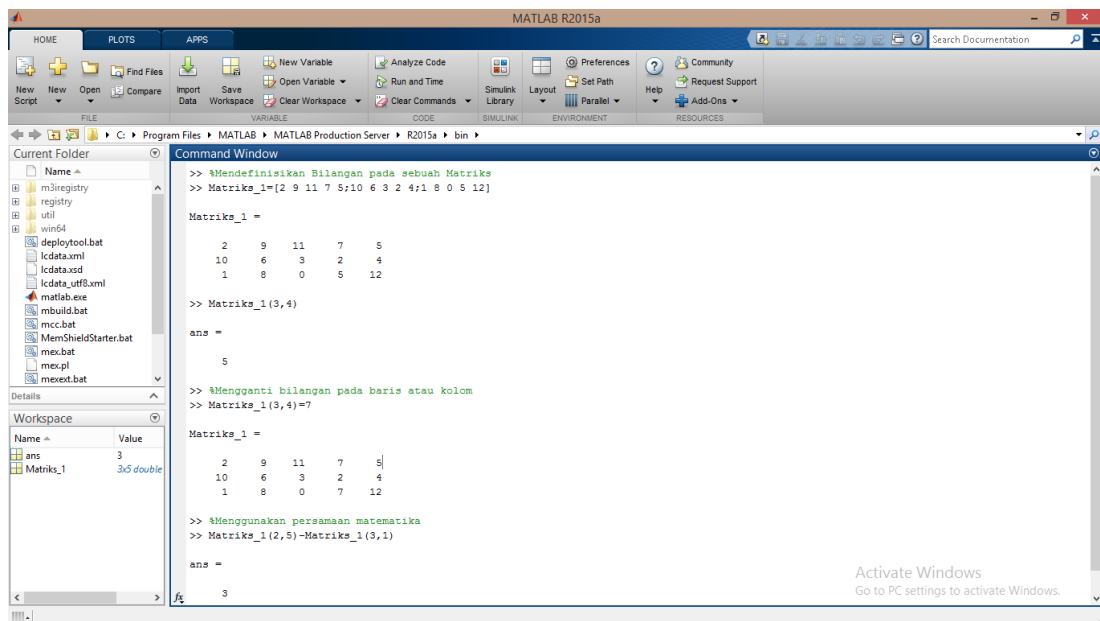 MATLAB R2015a
HOME PLOTS APPS
Search Documentation
New Script
New
Open
Find Files
Compare
Import Data
Save Workspace
New Variable
Open Variable
Clear Workspace
Analyze Code
Run and Time
Clear Commands
Simulink Library
Layout
Preferences
Set Path
Parallel
Help
Community
Request Support
Add-Ons
FILE VARIABLE CODE SIMULINK ENVIRONMENT RESOURCES
C: Program Files MATLAB MATLAB Production Server R2015a bin
Current Folder
Name
m3iregistry
registry
util
win64
deploytool.bat
lcdata.xml
lcdata.xsd
lcdata_utf8.xml
matlab.exe
mbuild.bat
mcc.bat
MemShieldStarter.bat
mex.bat
mex.pl
mexext.bat
Details
Workspace
Name Value
ans 3
Matriks_1 3x5 double
Command Window
>> %Mendefinisikan Bilangan pada sebuah Matriks
>> Matriks_1=[2 9 11 7 5;10 6 3 2 4;1 8 0 5 12]
Matriks_1 =
2 9 11 7 5
10 6 3 2 4
1 8 0 5 12
>> Matriks_1(3,4)
ans =
5
>> %Mengganti bilangan pada baris atau kolom
>> Matriks_1(3,4)=7
Matriks_1 =
2 9 11 7 5
10 6 3 2 4
1 8 0 7 12
>> %Menggunakan persamaan matematika
>> Matriks_1(2,5)-Matriks_1(3,1)
ans =
3
fx
Activate Windows
Go to PC settings to activate Windows.